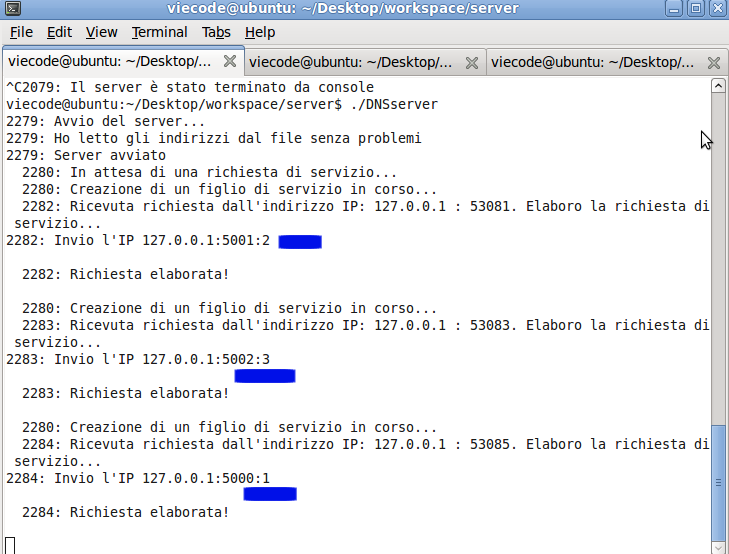 viecode@ubuntu: ~/Desktop/workspace/server
File Edit View Terminal Tabs Help
viecode@ubuntu: ~/Desktop/... viecode@ubuntu: ~/Desktop/... viecode@ubuntu: ~/Desktop/...
^C2079: Il server è stato terminato da console
viecode@ubuntu:~/Desktop/workspace/server$ ./DNSserver
2279: Avvio del server...
2279: Ho letto gli indirizzi dal file senza problemi
2279: Server avviato
2280: In attesa di una richiesta di servizio...
2280: Creazione di un figlio di servizio in corso...
2282: Ricevuta richiesta dall'indirizzo IP: 127.0.0.1 : 53081. Elaboro la richiesta di
servizio...
2282: Invio l'IP 127.0.0.1:5001:2
2282: Richiesta elaborata!
2280: Creazione di un figlio di servizio in corso...
2283: Ricevuta richiesta dall'indirizzo IP: 127.0.0.1 : 53083. Elaboro la richiesta di
servizio...
2283: Invio l'IP 127.0.0.1:5002:3
2283: Richiesta elaborata!
2280: Creazione di un figlio di servizio in corso...
2284: Ricevuta richiesta dall'indirizzo IP: 127.0.0.1 : 53085. Elaboro la richiesta di
servizio...
2284: Invio l'IP 127.0.0.1:5000:1
2284: Richiesta elaborata!